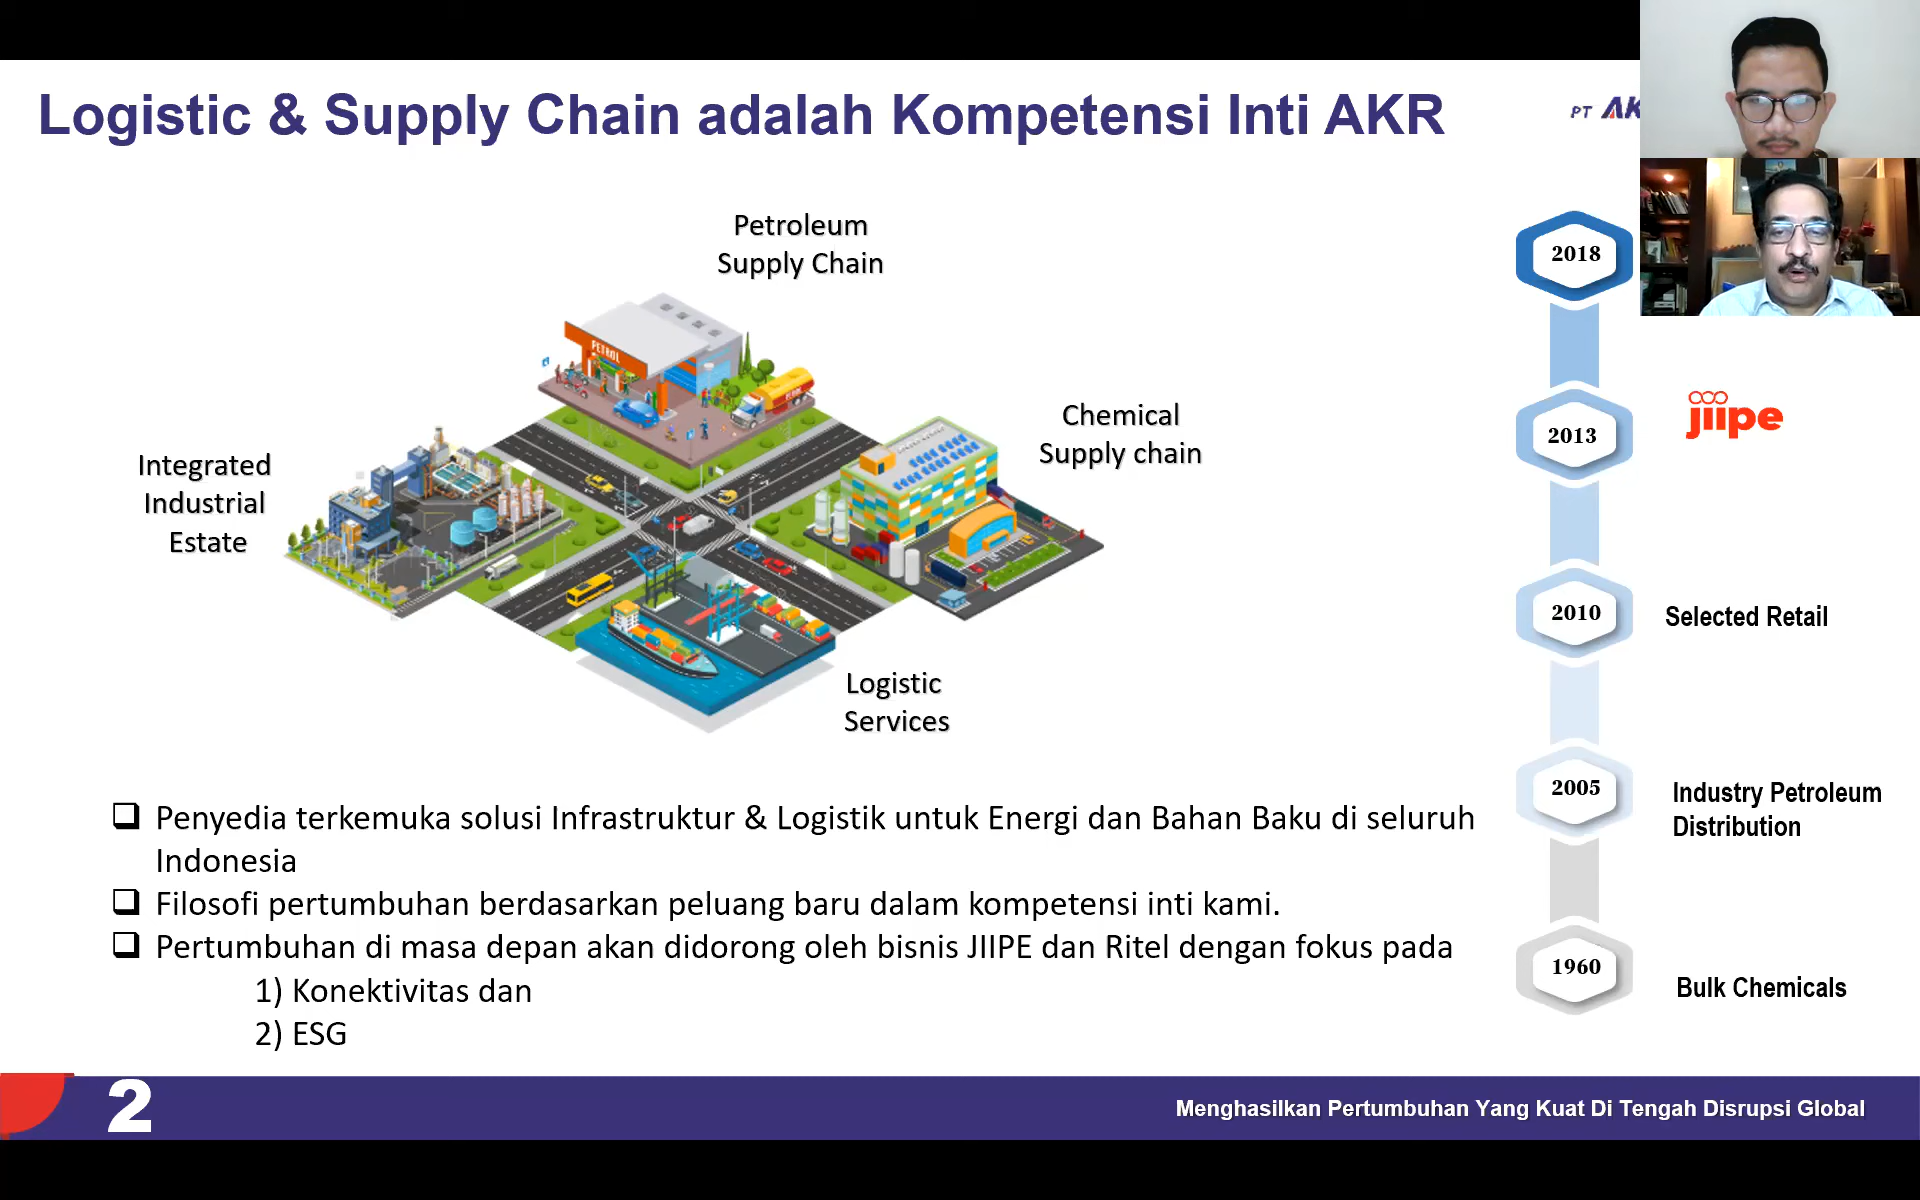 Logistic & Supply Chain adalah Kompetensi Inti AKR
PT AK
Petroleum
Supply Chain
PETROL
Chemical
Supply chain
Integrated
Industrial
Estate
Logistic
Services
2018
2013
jiipe
2010
Selected Retail
2005
Industry Petroleum
Distribution
1960
Bulk Chemicals
Penyedia terkemuka solusi Infrastruktur & Logistik untuk Energi dan Bahan Baku di seluruh
Indonesia
Filosofi pertumbuhan berdasarkan peluang baru dalam kompetensi inti kami.
Pertumbuhan di masa depan akan didorong oleh bisnis JIIPE dan Ritel dengan fokus pada
1) Konektivitas dan
2) ESG
2
Menghasilkan Pertumbuhan Yang Kuat Di Tengah Disrupsi Global